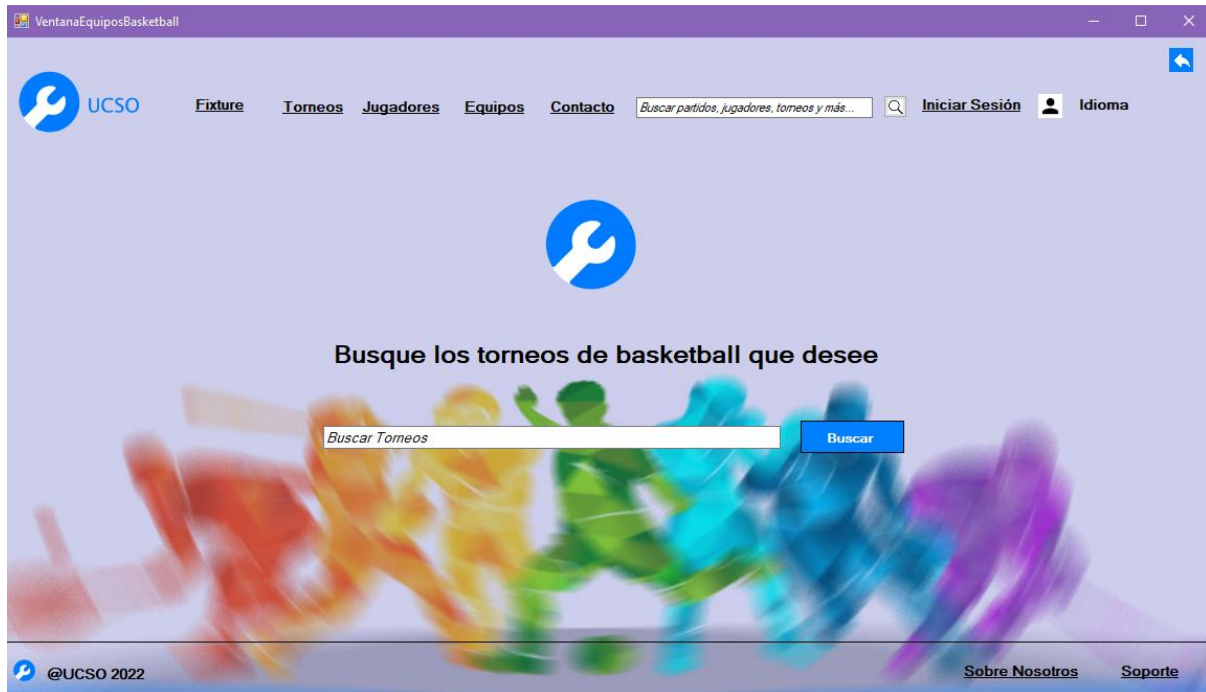 VentanaEquiposBasketball
UCSO
Fixture Torneos Jugadores Equipos Contacto Buscar partidos, jugadores, torneos y más... Iniciar Sesión Idioma
Busque los torneos de basketball que desee
Buscar Torneos Buscar
@UCSO 2022 Sobre Nosotros Soporte